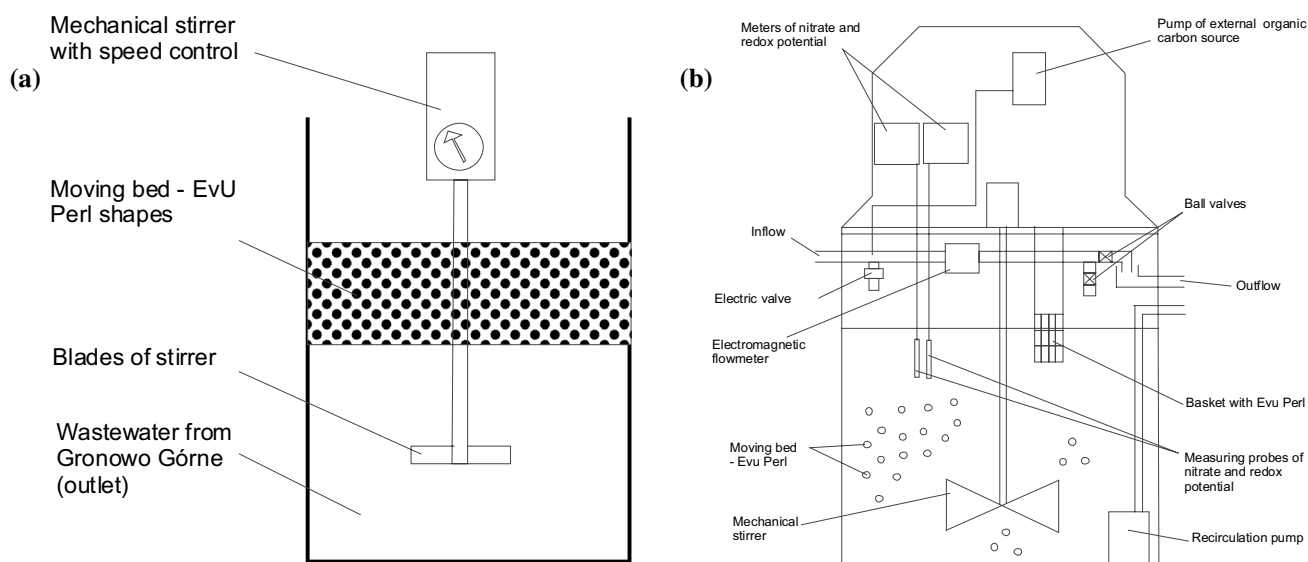 (a)
Mechanical stirrer
with speed control
Moving bed - EvU
Perl shapes
Blades of stirrer
Wastewater from
Gronowo Górne
(outlet)
(b)
Meters of nitrate and
redox potential
Pump of external organic
carbon source
Ball valves
Inflow
Outflow
Electric valve
Electromagnetic
flowmeter
Basket with Evu Perl
Moving bed
- Evu Perl
Measuring probes of
nitrate and redox
potential
Mechanical
stirrer
Recirculation pump